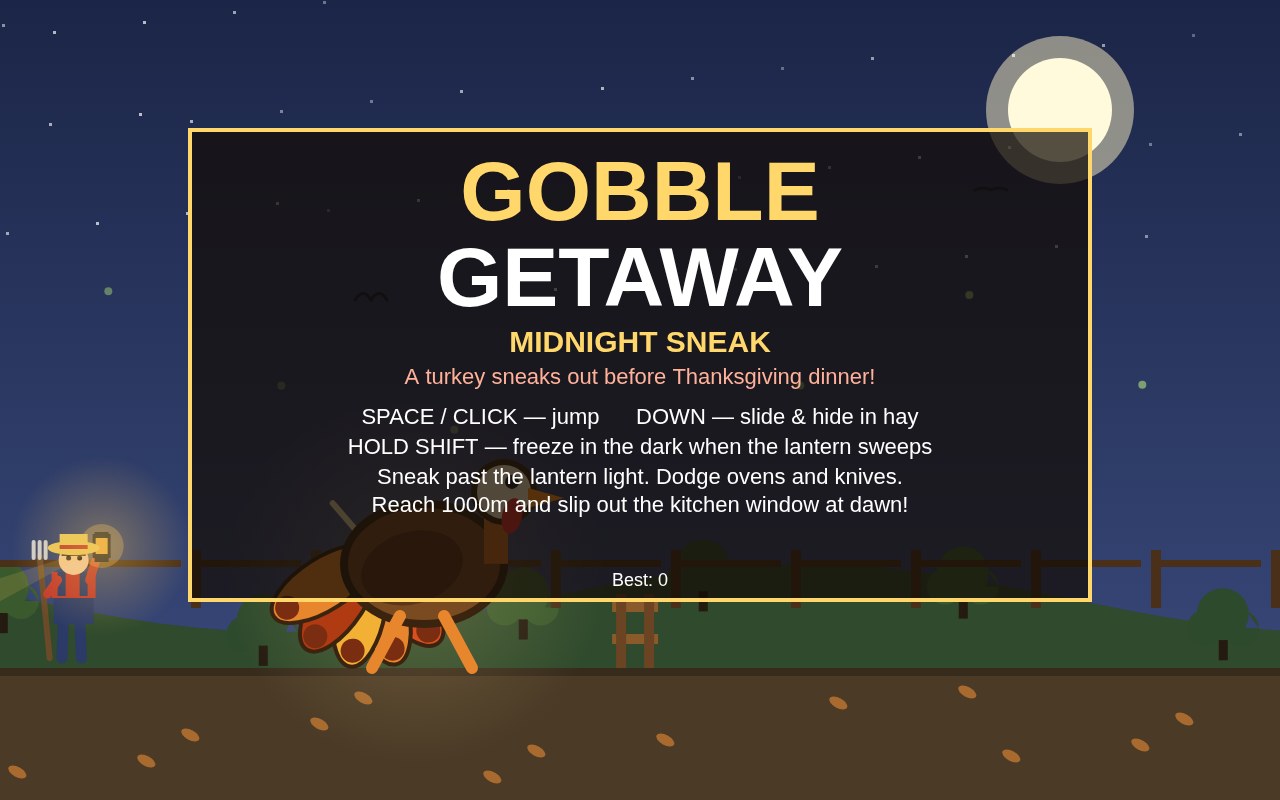 GOBBLE
GETAWAY
MIDNIGHT SNEAK
A turkey sneaks out before Thanksgiving dinner!
SPACE / CLICK — jump DOWN — slide & hide in hay
HOLD SHIFT — freeze in the dark when the lantern sweeps
Sneak past the lantern light. Dodge ovens and knives.
Reach 1000m and slip out the kitchen window at dawn!
Best: 0